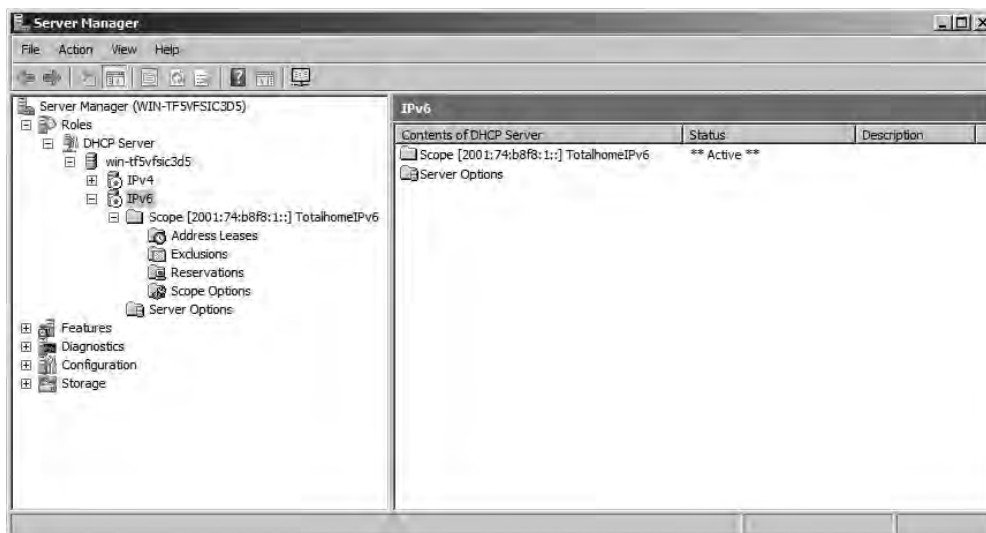 Server Manager
File Action View Help
Server Manager (WIN-TF5VFSIC3D5)
Roles
DHCP Server
win-tf5vfsic3d5
IPv4
IPv6
Scope [2001:74:b8f8:1::] TotalhomeIPv6
Address Leases
Exclusions
Reservations
Scope Options
Server Options
Features
Diagnostics
Configuration
Storage
IPv6
Contents of DHCP Server Status Description
Scope [2001:74:b8f8:1::] TotalhomeIPv6 ** Active **
Server Options